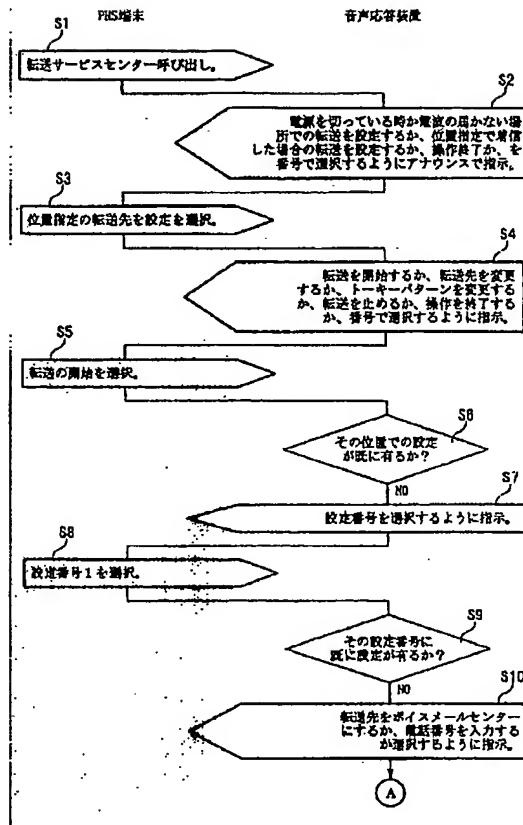 PHS端末
音声応答装置
S1
転送サービスセンター呼び出し。
S2
電源を切っている時か電波の届かない場
所での転送を設定するか、位置指定で着信
した場合の転送を設定するか、操作終了か、を
番号で選択するようにアナウンスで指示。
S3
位置指定の転送先を設定を選択。
S4
転送を開始するか、転送先を変更
するか、トーキーパターンを変更する
か、転送を止めるか、操作を終了する
か、番号で選択するように指示。
S5
転送の開始を選択。
S6
その位置での設定
が既に有るか?
NO
S7
設定番号を選択するように指示。
S8
設定番号1を選択。
S9
その設定番号に
既に設定が有るか?
NO
S10
転送先をボイスメールセンター
にするか、電話番号を入力する
か選択するように指示。
A